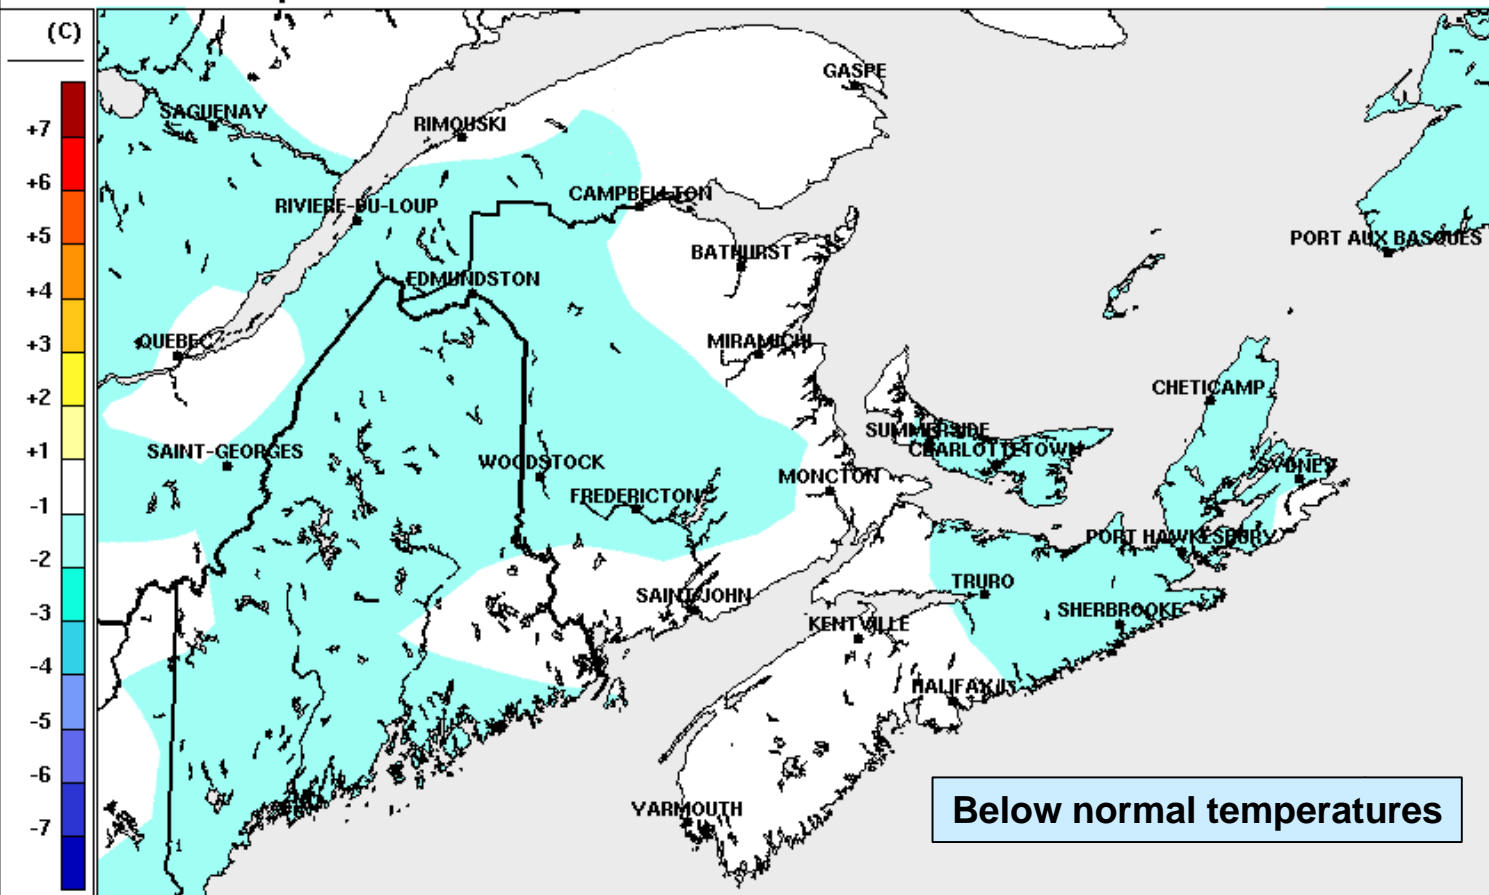 (C)
+7
+6
+5
+4
+3
+2
+1
-1
-2
-3
-4
-5
-6
-7
GASPE
SAGUENAY
RIMOUSKI
CAMPBELLTON
RIVIERE-DU-LOUP
PORT AUX BASQUES
BATHURST
EDMUNDSTON
QUEBEC
MIRAMICHI
CHETICAMP
SUMMERSIDE
CHARLOTTETOWN
SAINT-GEORGES
WOODSTOCK
SYDNEY
MONCTON
FREDERICTON
PORT HAWKESBURY
TRURO
SAINT JOHN
SHERBROOKE
KENTVILLE
HALIFAX
YARMOUTH
Below normal temperatures